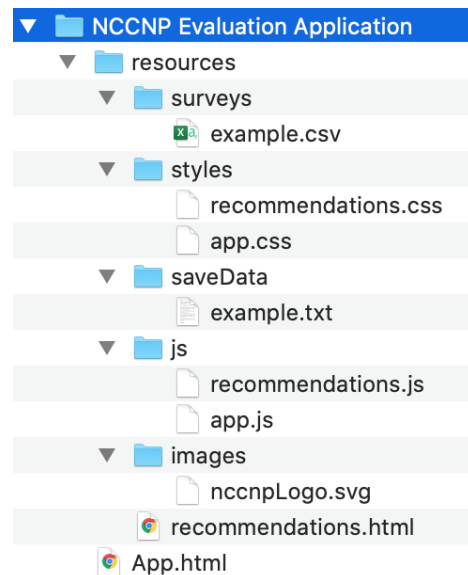 NCCNP Evaluation Application
resources
surveys
example.csv
styles
recommendations.css
app.css
saveData
example.txt
js
recommendations.js
app.js
images
nccnpLogo.svg
recommendations.html
App.html